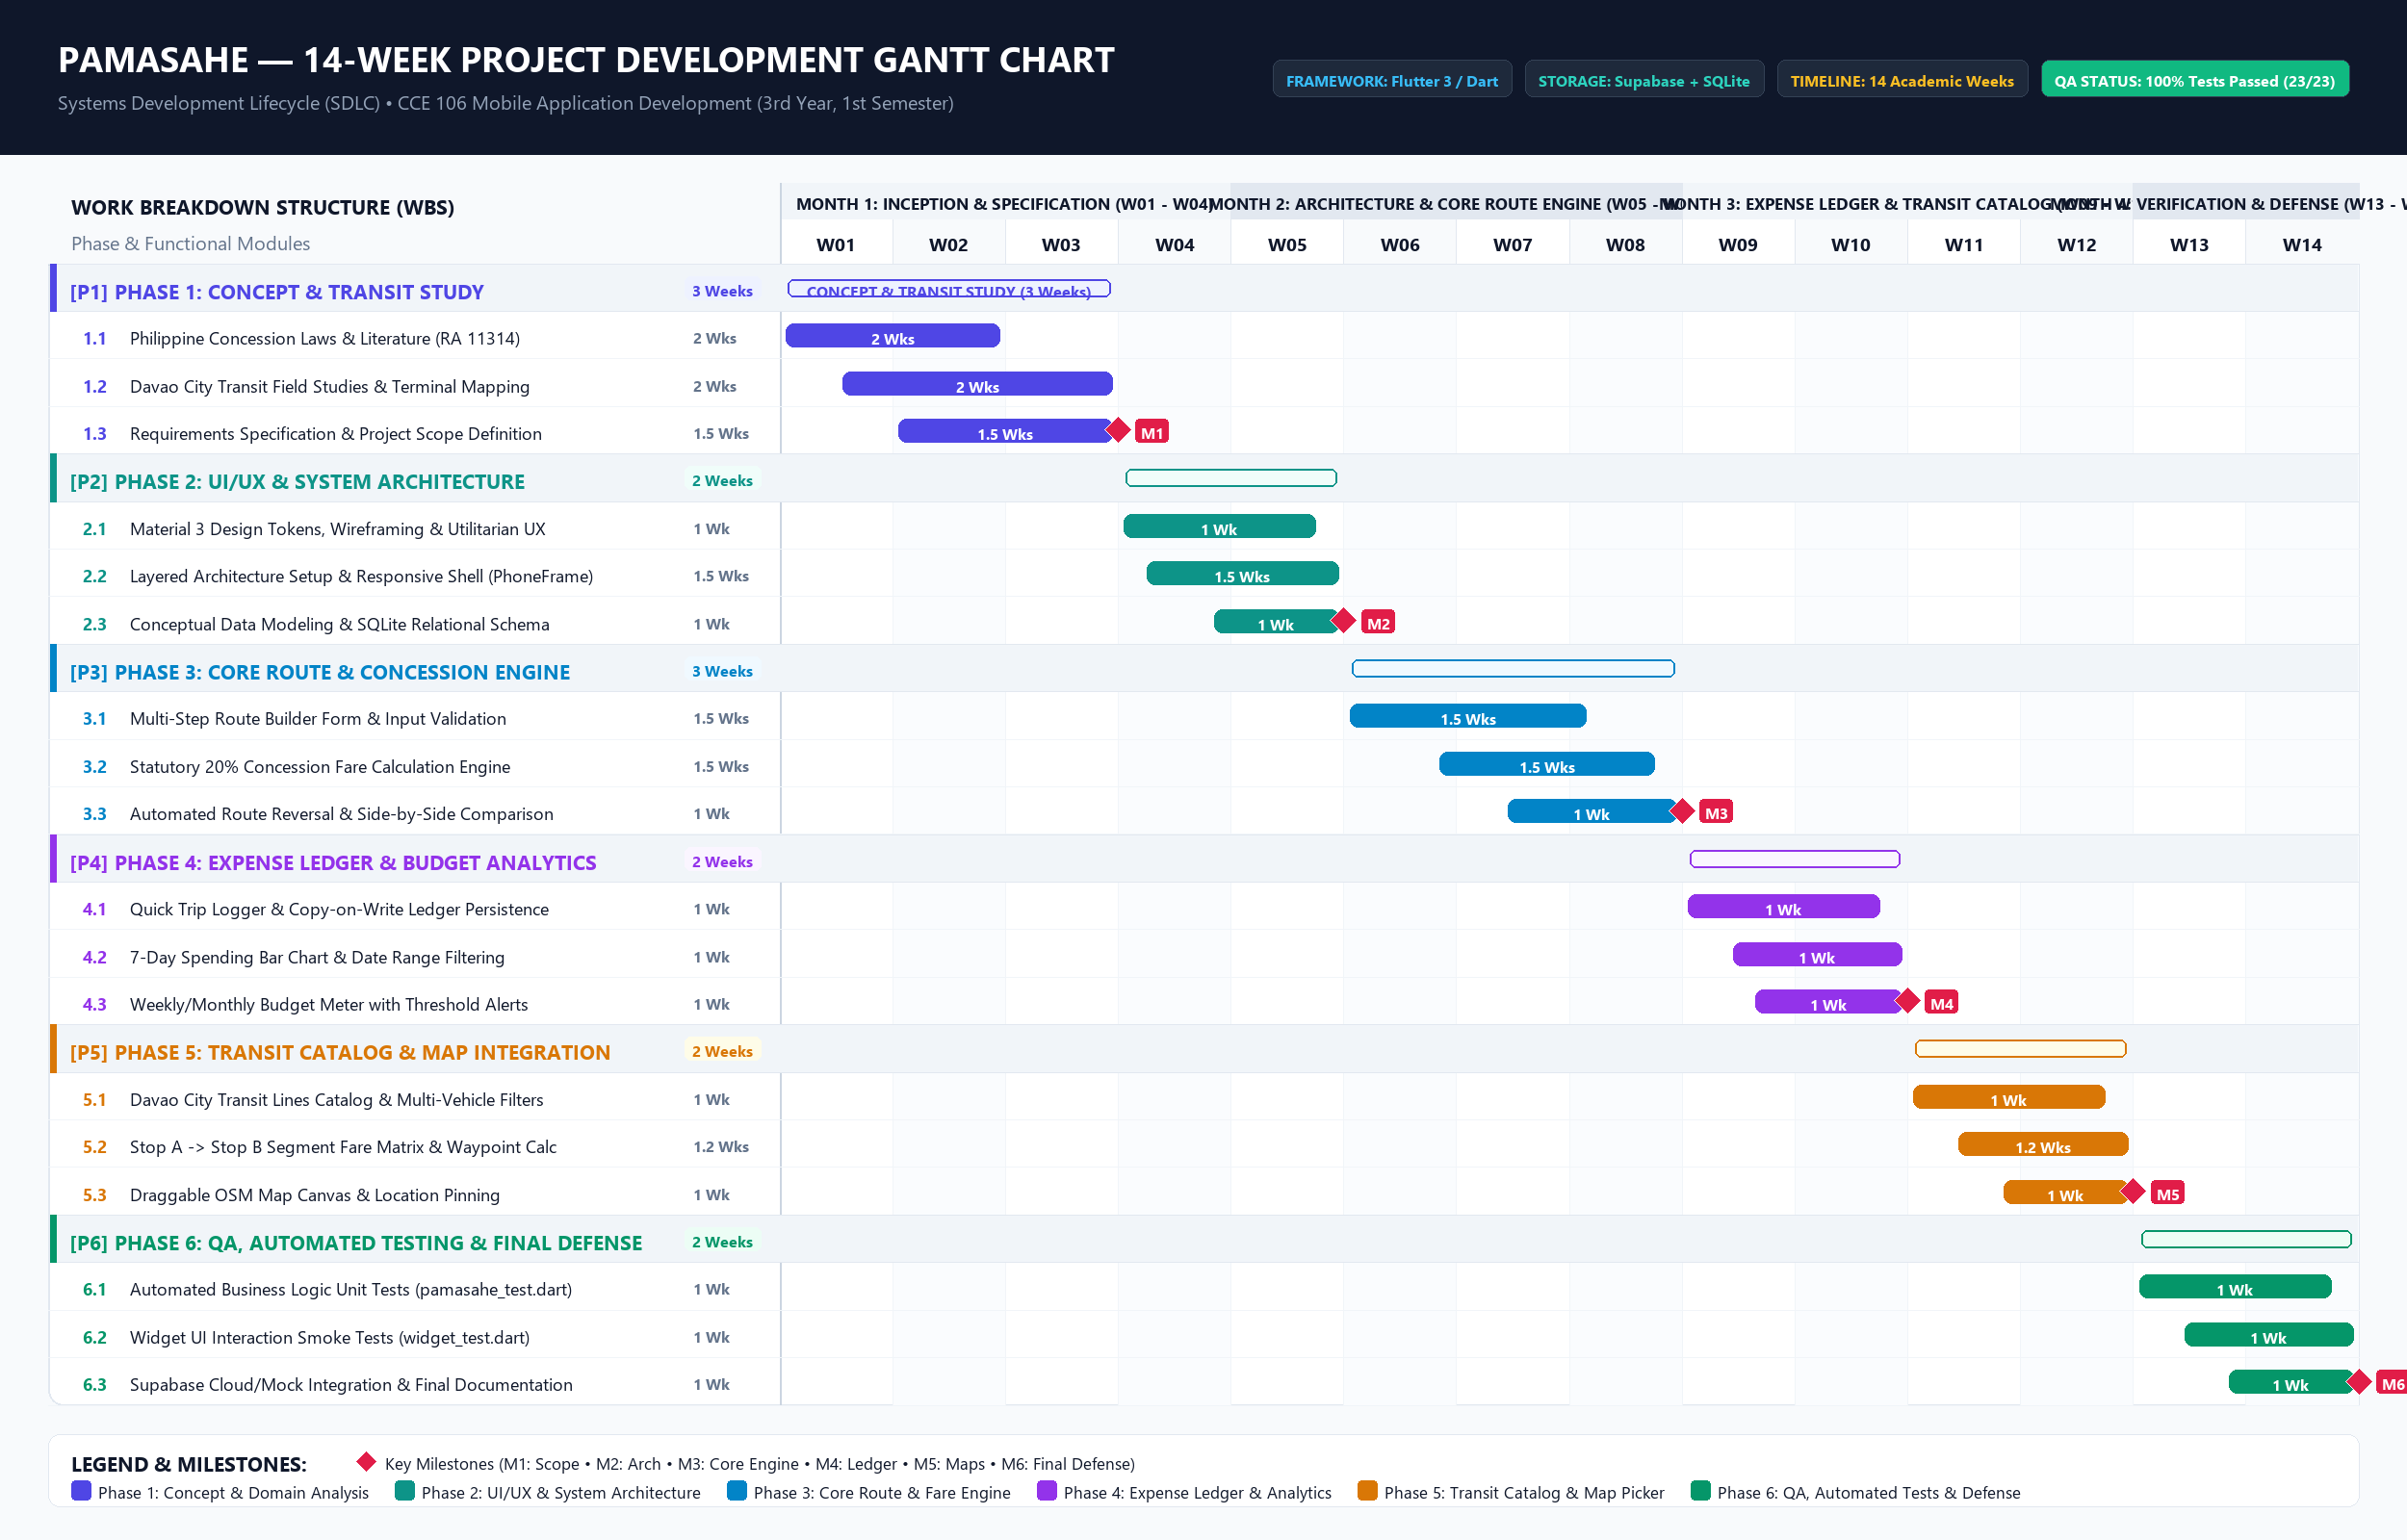 PAMASAHE — 14-WEEK PROJECT DEVELOPMENT GANTT CHART
Systems Development Lifecycle (SDLC) • CCE 106 Mobile Application Development (3rd Year, 1st Semester)
FRAMEWORK: Flutter 3 / Dart
STORAGE: Supabase + SQLite
TIMELINE: 14 Academic Weeks
QA STATUS: 100% Tests Passed (23/23)
WORK BREAKDOWN STRUCTURE (WBS)
Phase & Functional Modules
MONTH 1: INCEPTION & SPECIFICATION (W01 - W04)
MONTH 2: ARCHITECTURE & CORE ROUTE ENGINE (W05 -
MONTH 3: EXPENSE LEDGER & TRANSIT CATALOG
VERIFICATION & DEFENSE (W13 -
W01 W02 W03 W04 W05 W06 W07 W08 W09 W10 W11 W12 W13 W14
[P1] PHASE 1: CONCEPT & TRANSIT STUDY 3 Weeks CONCEPT & TRANSIT STUDY (3 Weeks)
1.1 Philippine Concession Laws & Literature (RA 11314) 2 Wks 2 Wks
1.2 Davao City Transit Field Studies & Terminal Mapping 2 Wks 2 Wks
1.3 Requirements Specification & Project Scope Definition 1.5 Wks 1.5 Wks M1
[P2] PHASE 2: UI/UX & SYSTEM ARCHITECTURE 2 Weeks
2.1 Material 3 Design Tokens, Wireframing & Utilitarian UX 1 Wk 1 Wk
2.2 Layered Architecture Setup & Responsive Shell (PhoneFrame) 1.5 Wks 1.5 Wks
2.3 Conceptual Data Modeling & SQLite Relational Schema 1 Wk 1 Wk M2
[P3] PHASE 3: CORE ROUTE & CONCESSION ENGINE 3 Weeks
3.1 Multi-Step Route Builder Form & Input Validation 1.5 Wks 1.5 Wks
3.2 Statutory 20% Concession Fare Calculation Engine 1.5 Wks 1.5 Wks
3.3 Automated Route Reversal & Side-by-Side Comparison 1 Wk 1 Wk M3
[P4] PHASE 4: EXPENSE LEDGER & BUDGET ANALYTICS 2 Weeks
4.1 Quick Trip Logger & Copy-on-Write Ledger Persistence 1 Wk 1 Wk
4.2 7-Day Spending Bar Chart & Date Range Filtering 1 Wk 1 Wk
4.3 Weekly/Monthly Budget Meter with Threshold Alerts 1 Wk 1 Wk M4
[P5] PHASE 5: TRANSIT CATALOG & MAP INTEGRATION 2 Weeks
5.1 Davao City Transit Lines Catalog & Multi-Vehicle Filters 1 Wk 1 Wk
5.2 Stop A -> Stop B Segment Fare Matrix & Waypoint Calc 1.2 Wks 1.2 Wks
5.3 Draggable OSM Map Canvas & Location Pinning 1 Wk 1 Wk M5
[P6] PHASE 6: QA, AUTOMATED TESTING & FINAL DEFENSE 2 Weeks
6.1 Automated Business Logic Unit Tests (pamasahe_test.dart) 1 Wk 1 Wk
6.2 Widget UI Interaction Smoke Tests (widget_test.dart) 1 Wk 1 Wk
6.3 Supabase Cloud/Mock Integration & Final Documentation 1 Wk 1 Wk M6
LEGEND & MILESTONES: Key Milestones (M1: Scope • M2: Arch • M3: Core Engine • M4: Ledger • M5: Maps • M6: Final Defense)
Phase 1: Concept & Domain Analysis Phase 2: UI/UX & System Architecture Phase 3: Core Route & Fare Engine Phase 4: Expense Ledger & Analytics Phase 5: Transit Catalog & Map Picker Phase 6: QA, Automated Tests & Defense